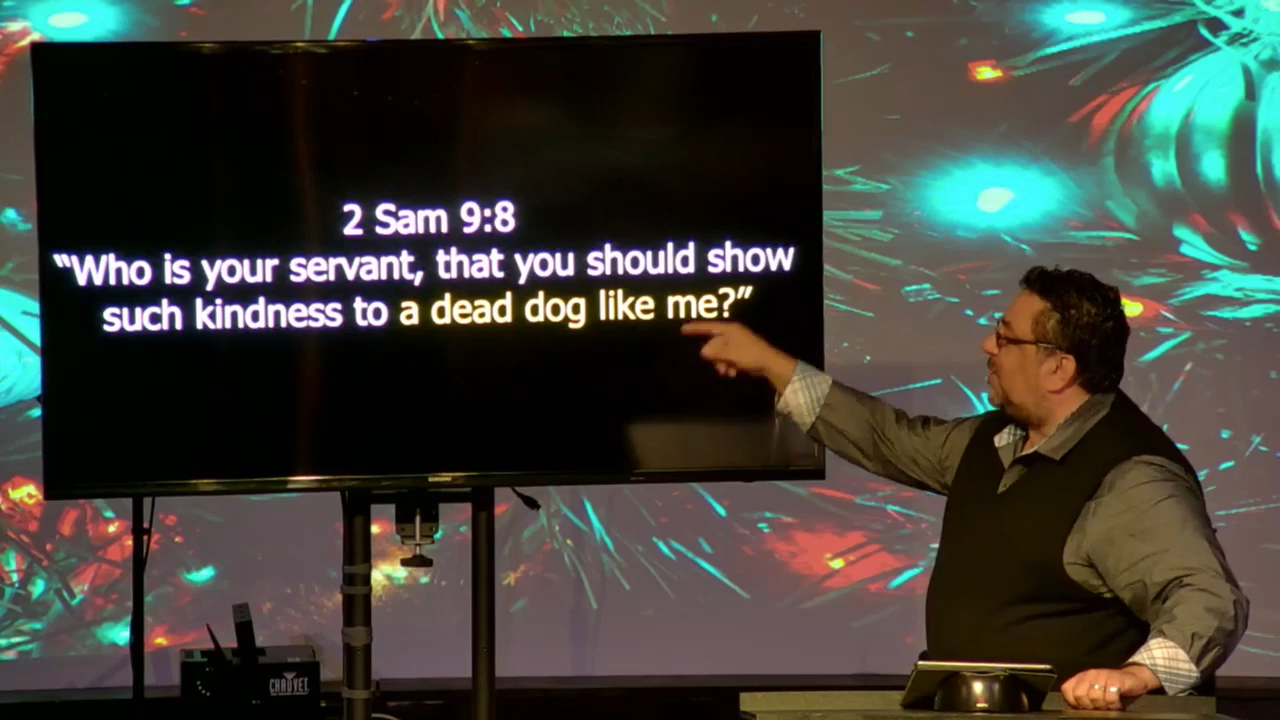 2 Sam 9:8
“Who is your servant, that you should show
such kindness to a dead dog like me?”
SAMSUNG
CHAUVET